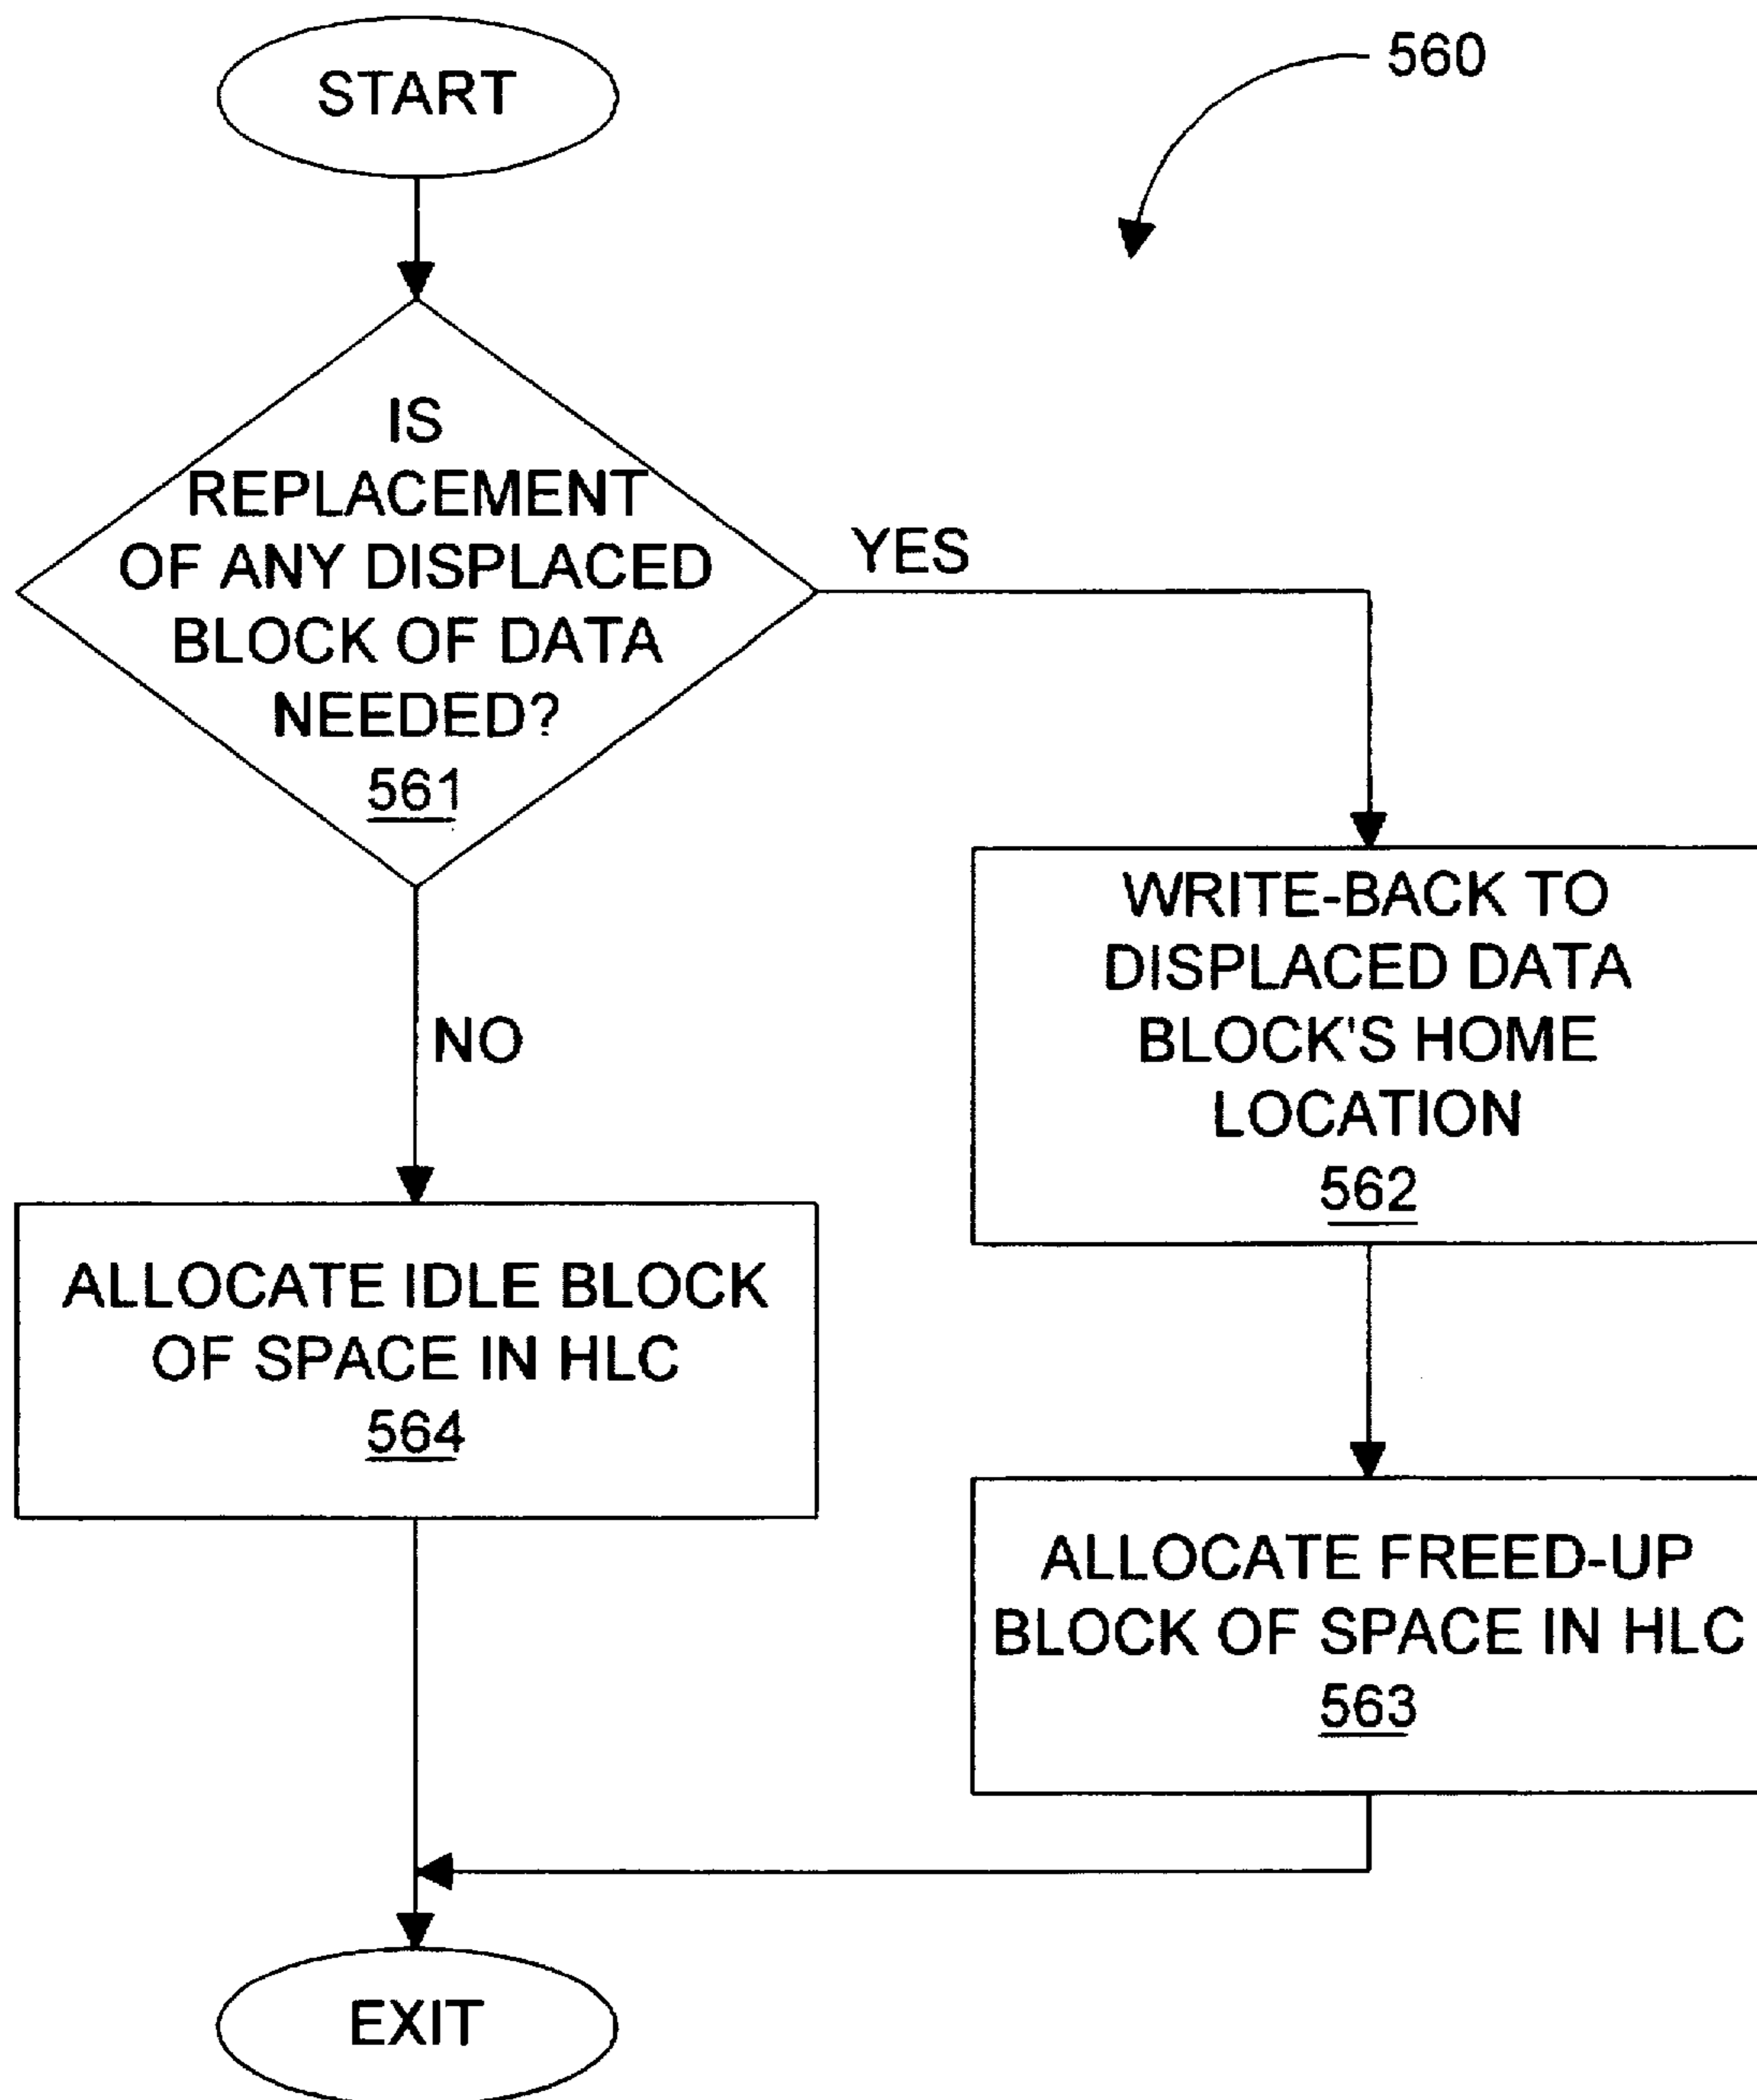 START
560
IS
REPLACEMENT
OF ANY DISPLACED
BLOCK OF DATA
NEEDED?
561
YES
NO
WRITE-BACK TO
DISPLACED DATA
BLOCK'S HOME
LOCATION
562
ALLOCATE IDLE BLOCK
OF SPACE IN HLC
564
ALLOCATE FREED-UP
BLOCK OF SPACE IN HLC
563
EXIT